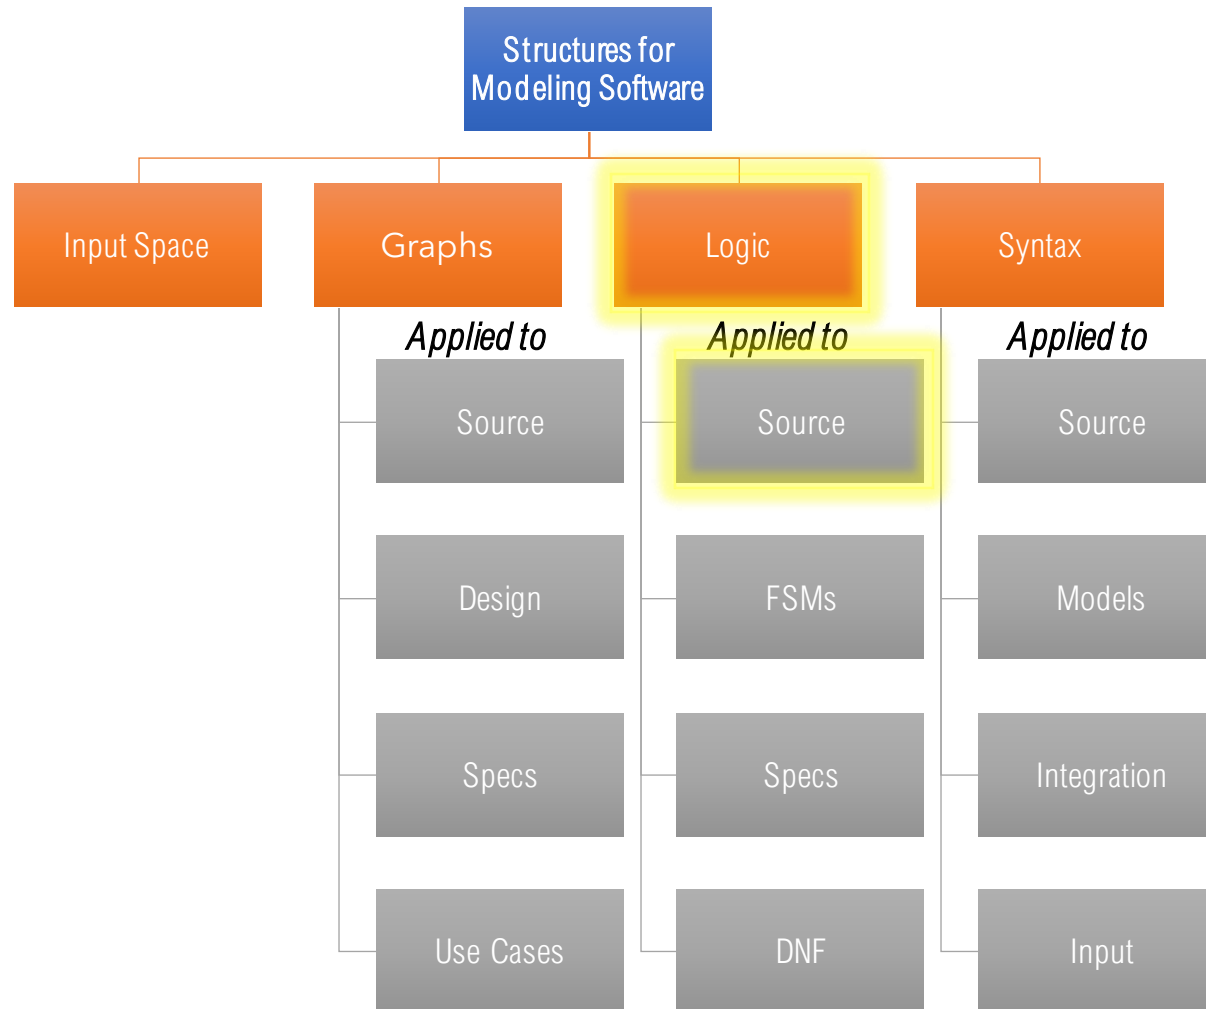 Structures for
Modeling Software
Input Space
Graphs
Logic
Syntax
Applied to
Applied to
Applied to
Source
Source
Source
Design
FSMs
Models
Specs
Specs
Integration
Use Cases
DNF
Input